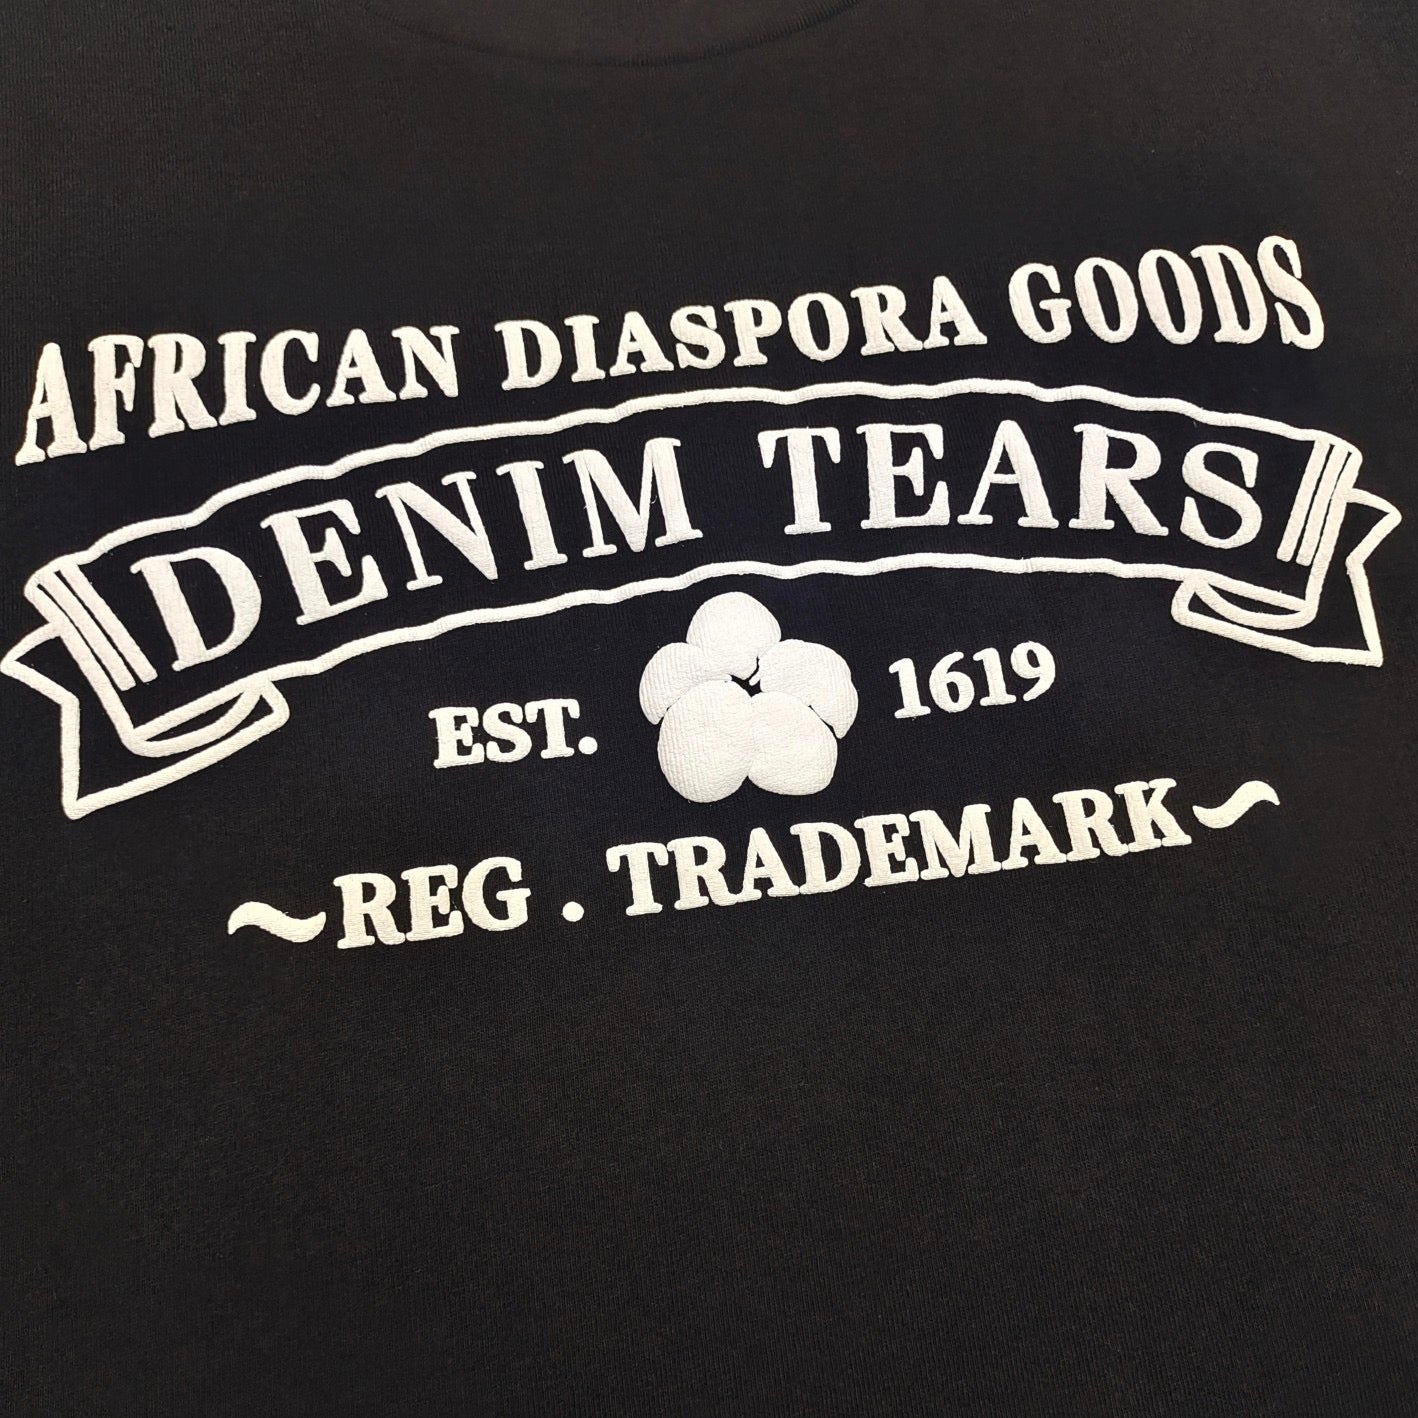 AFRICAN DIASPORA GOODS
DENIM TEARS
EST. 1619
~REG . TRADEMARK~